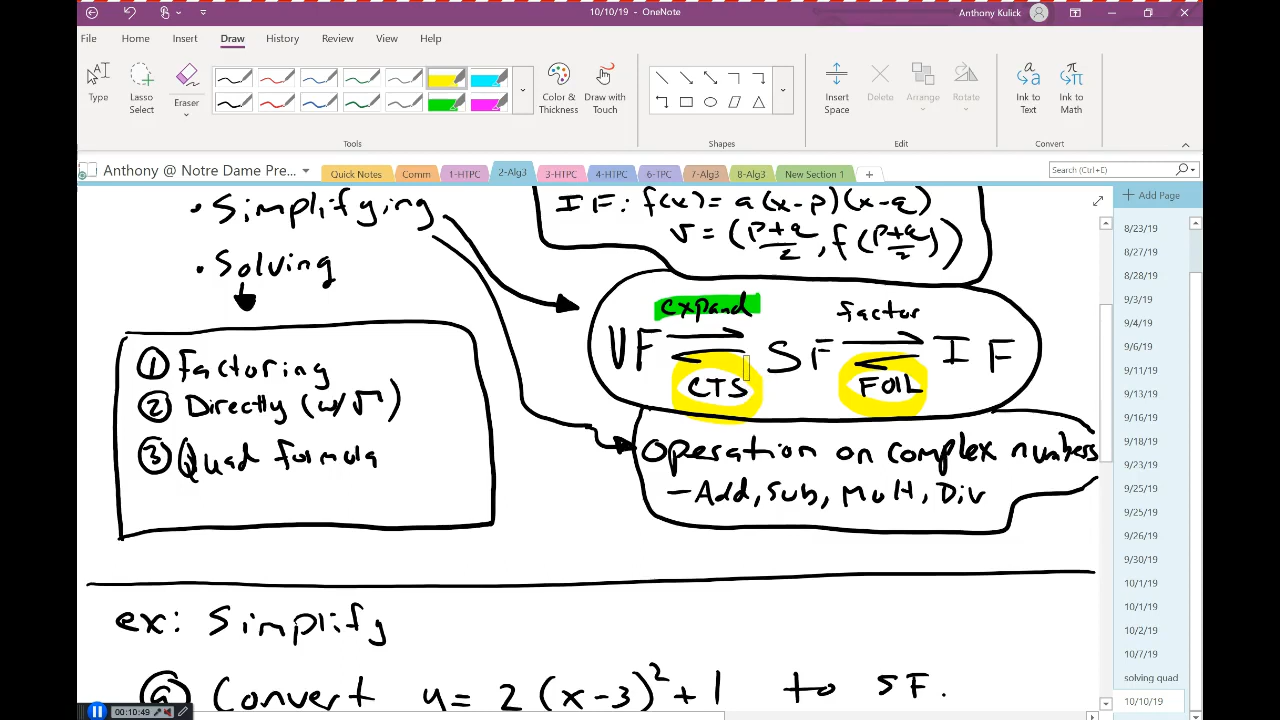 10/10/19 - OneNote
Anthony Kulick
File Home Insert Draw History Review View Help
Type
Lasso Select
Eraser
Color & Thickness
Draw with Touch
Insert Space
Delete
Arrange
Rotate
Ink to Text
Ink to Math
Tools
Shapes
Edit
Convert
Anthony @ Notre Dame Pre...
Quick Notes Comm 1-HTPC 2-Alg3 3-HTPC 4-HTPC 6-TPC 7-Alg3 8-Alg3 New Section 1 +
Search (Ctrl+E)
+ Add Page
8/23/19
8/27/19
8/28/19
9/3/19
9/4/19
9/6/19
9/11/19
9/13/19
9/16/19
9/18/19
9/23/19
9/25/19
9/25/19
9/26/19
9/30/19
10/1/19
10/1/19
10/2/19
10/7/19
solving quad
10/10/19
• Simplifying
• Solving
① Factoring
② Directly (w/√)
③ Quad formula
IF: f(x) = a(x-p)(x-q)
V = (p+q/2, f(p+q/2))
expand factor
VF ⇌ SF ⇌ IF
CTS FOIL
Operation on complex numbers
- Add, Sub, Mult, Div
ex: Simplify
ⓐ Convert y = 2(x-3)²+1 to SF.
00:10:49